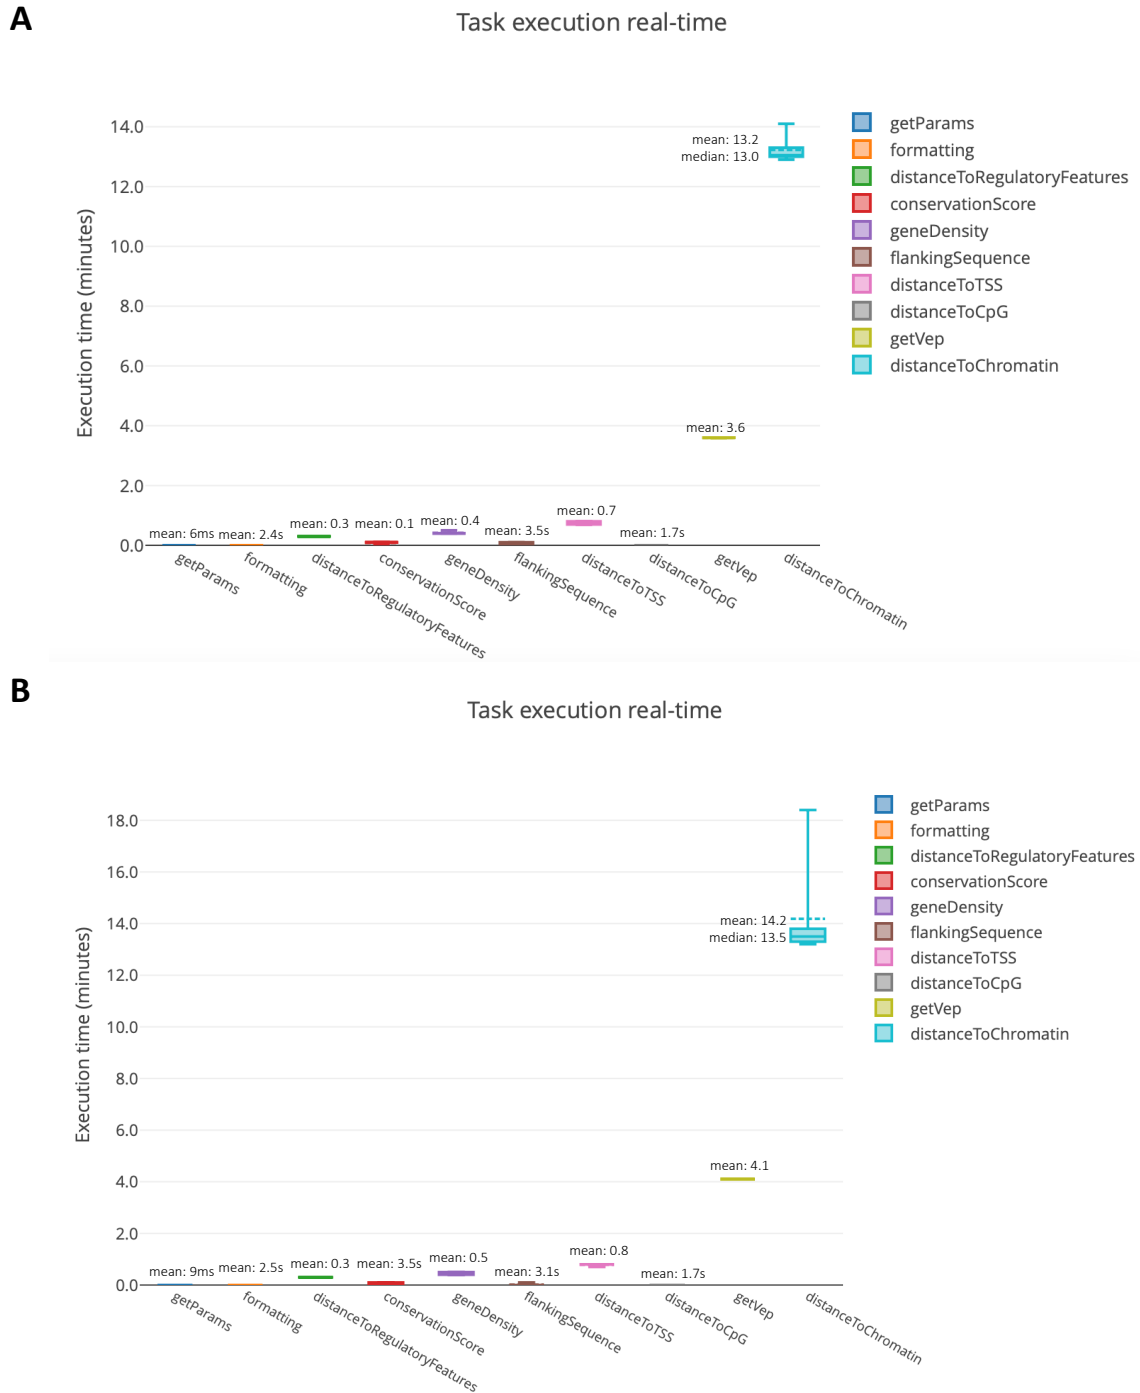 A
Task execution real-time
Execution time (minutes)
14.0
12.0
10.0
8.0
6.0
4.0
2.0
0.0
mean: 13.2
median: 13.0
mean: 3.6
mean: 6ms
mean: 2.4s
mean: 0.3
mean: 0.1
mean: 0.4
mean: 3.5s
mean: 0.7
mean: 1.7s
getParams
formatting
distanceToRegulatoryFeatures
conservationScore
geneDensity
flankingSequence
distanceToTSS
distanceToCpG
getVep
distanceToChromatin
getParams
formatting
distanceToRegulatoryFeatures
conservationScore
geneDensity
flankingSequence
distanceToTSS
distanceToCpG
getVep
distanceToChromatin
B
Task execution real-time
Execution time (minutes)
18.0
16.0
14.0
12.0
10.0
8.0
6.0
4.0
2.0
0.0
mean: 14.2
median: 13.5
mean: 4.1
mean: 9ms
mean: 2.5s
mean: 0.3
mean: 3.5s
mean: 0.5
mean: 3.1s
mean: 0.8
mean: 1.7s
getParams
formatting
distanceToRegulatoryFeatures
conservationScore
geneDensity
flankingSequence
distanceToTSS
distanceToCpG
getVep
distanceToChromatin
getParams
formatting
distanceToRegulatoryFeatures
conservationScore
geneDensity
flankingSequence
distanceToTSS
distanceToCpG
getVep
distanceToChromatin